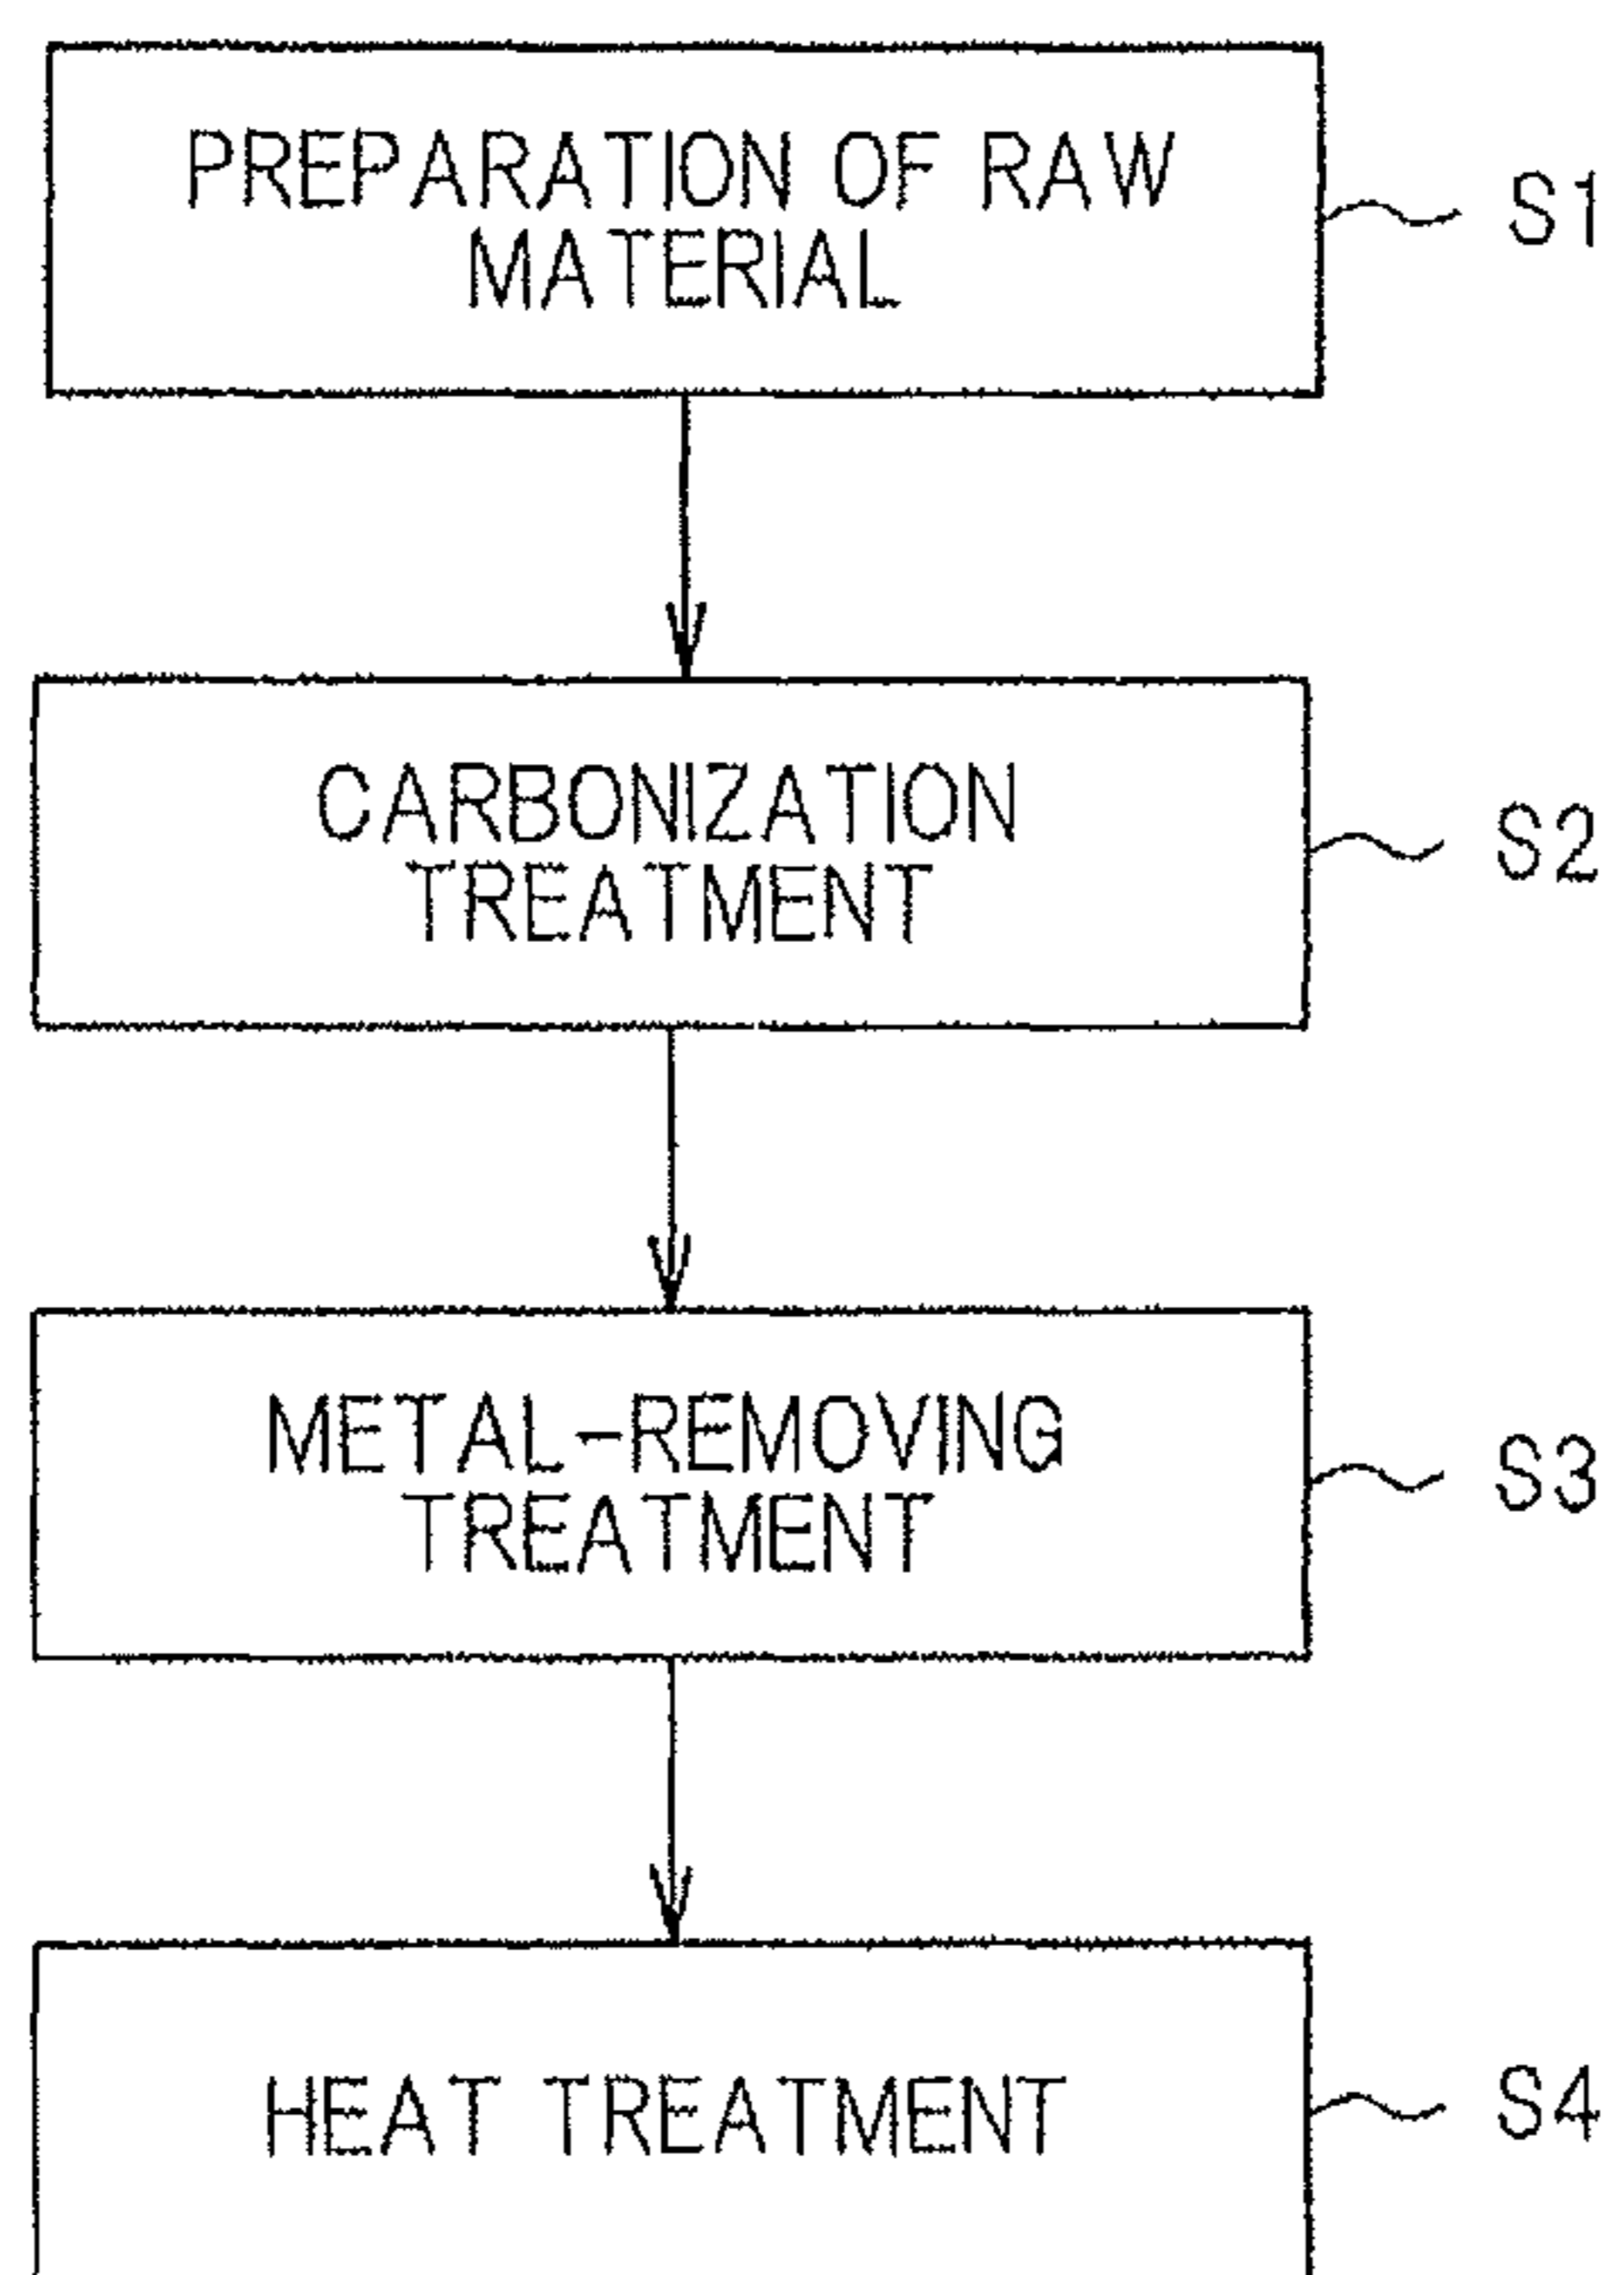 PREPARATION OF RAW
MATERIAL
S1
CARBONIZATION
TREATMENT
S2
METAL-REMOVING
TREATMENT
S3
HEAT TREATMENT
S4